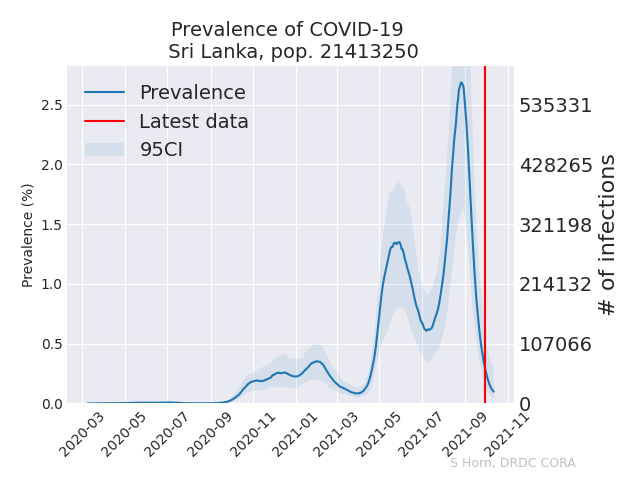 Prevalence of COVID-19
Sri Lanka, pop. 21413250
Prevalence
Latest data
95CI
Prevalence (%)
2.5
2.0
1.5
1.0
0.5
0.0
535331
428265
321198
214132
107066
0
# of infections
2020-03
2020-05
2020-07
2020-09
2020-11
2021-01
2021-03
2021-05
2021-07
2021-09
2021-11
S Horn, DRDC CORA